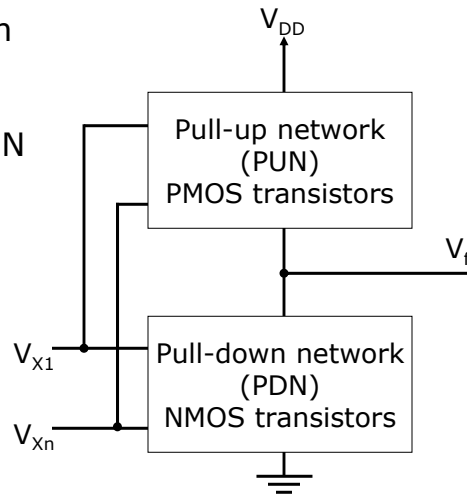 n
V_DD
N
Pull-up network
(PUN)
PMOS transistors
V_f
Pull-down network
(PDN)
NMOS transistors
V_X1
V_Xn